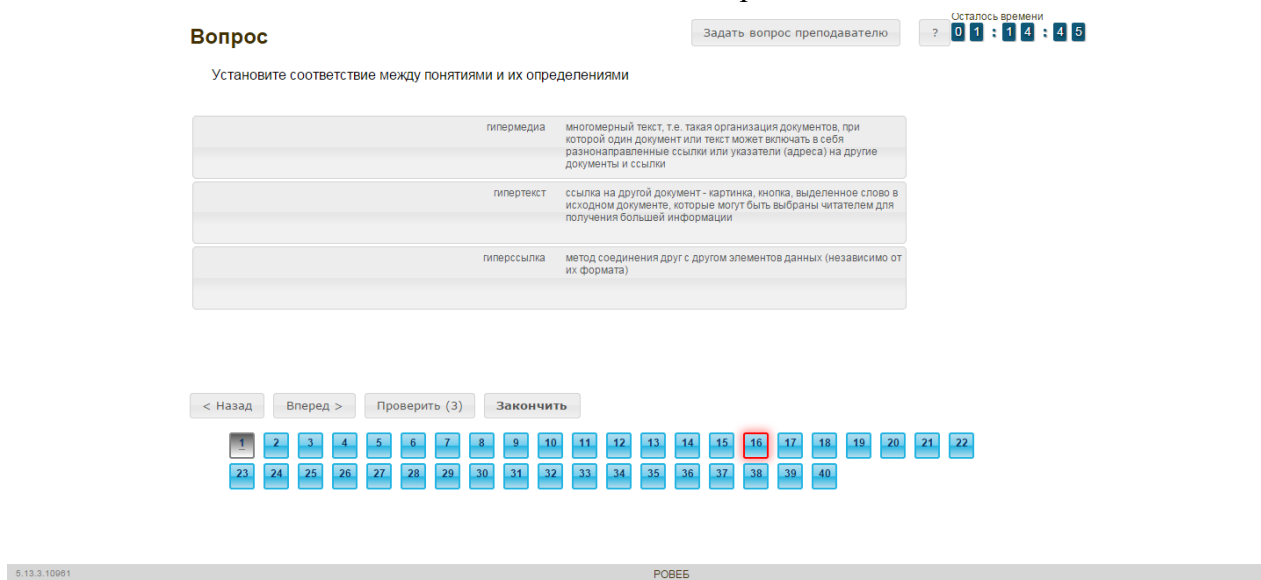 Осталось времени
Вопрос
Задать вопрос преподавателю
?
0 1 : 1 4 : 4 5
Установите соответствие между понятиями и их определениями
гипермедиа
многомерный текст, т.е. такая организация документов, при
которой один документ или текст может включать в себя
разнонаправленные ссылки или указатели (адреса) на другие
документы и ссылки
гипертекст
ссылка на другой документ - картинка, кнопка, выделенное слово в
исходном документе, которые могут быть выбраны читателем для
получения большей информации
гиперссылка
метод соединения друг с другом элементов данных (независимо от
их формата)
< Назад
Вперед >
Проверить (3)
Закончить
1 2 3 4 5 6 7 8 9 10 11 12 13 14 15 16 17 18 19 20 21 22
23 24 25 26 27 28 29 30 31 32 33 34 35 36 37 38 39 40
5.13.3.10961
РОВЕБ